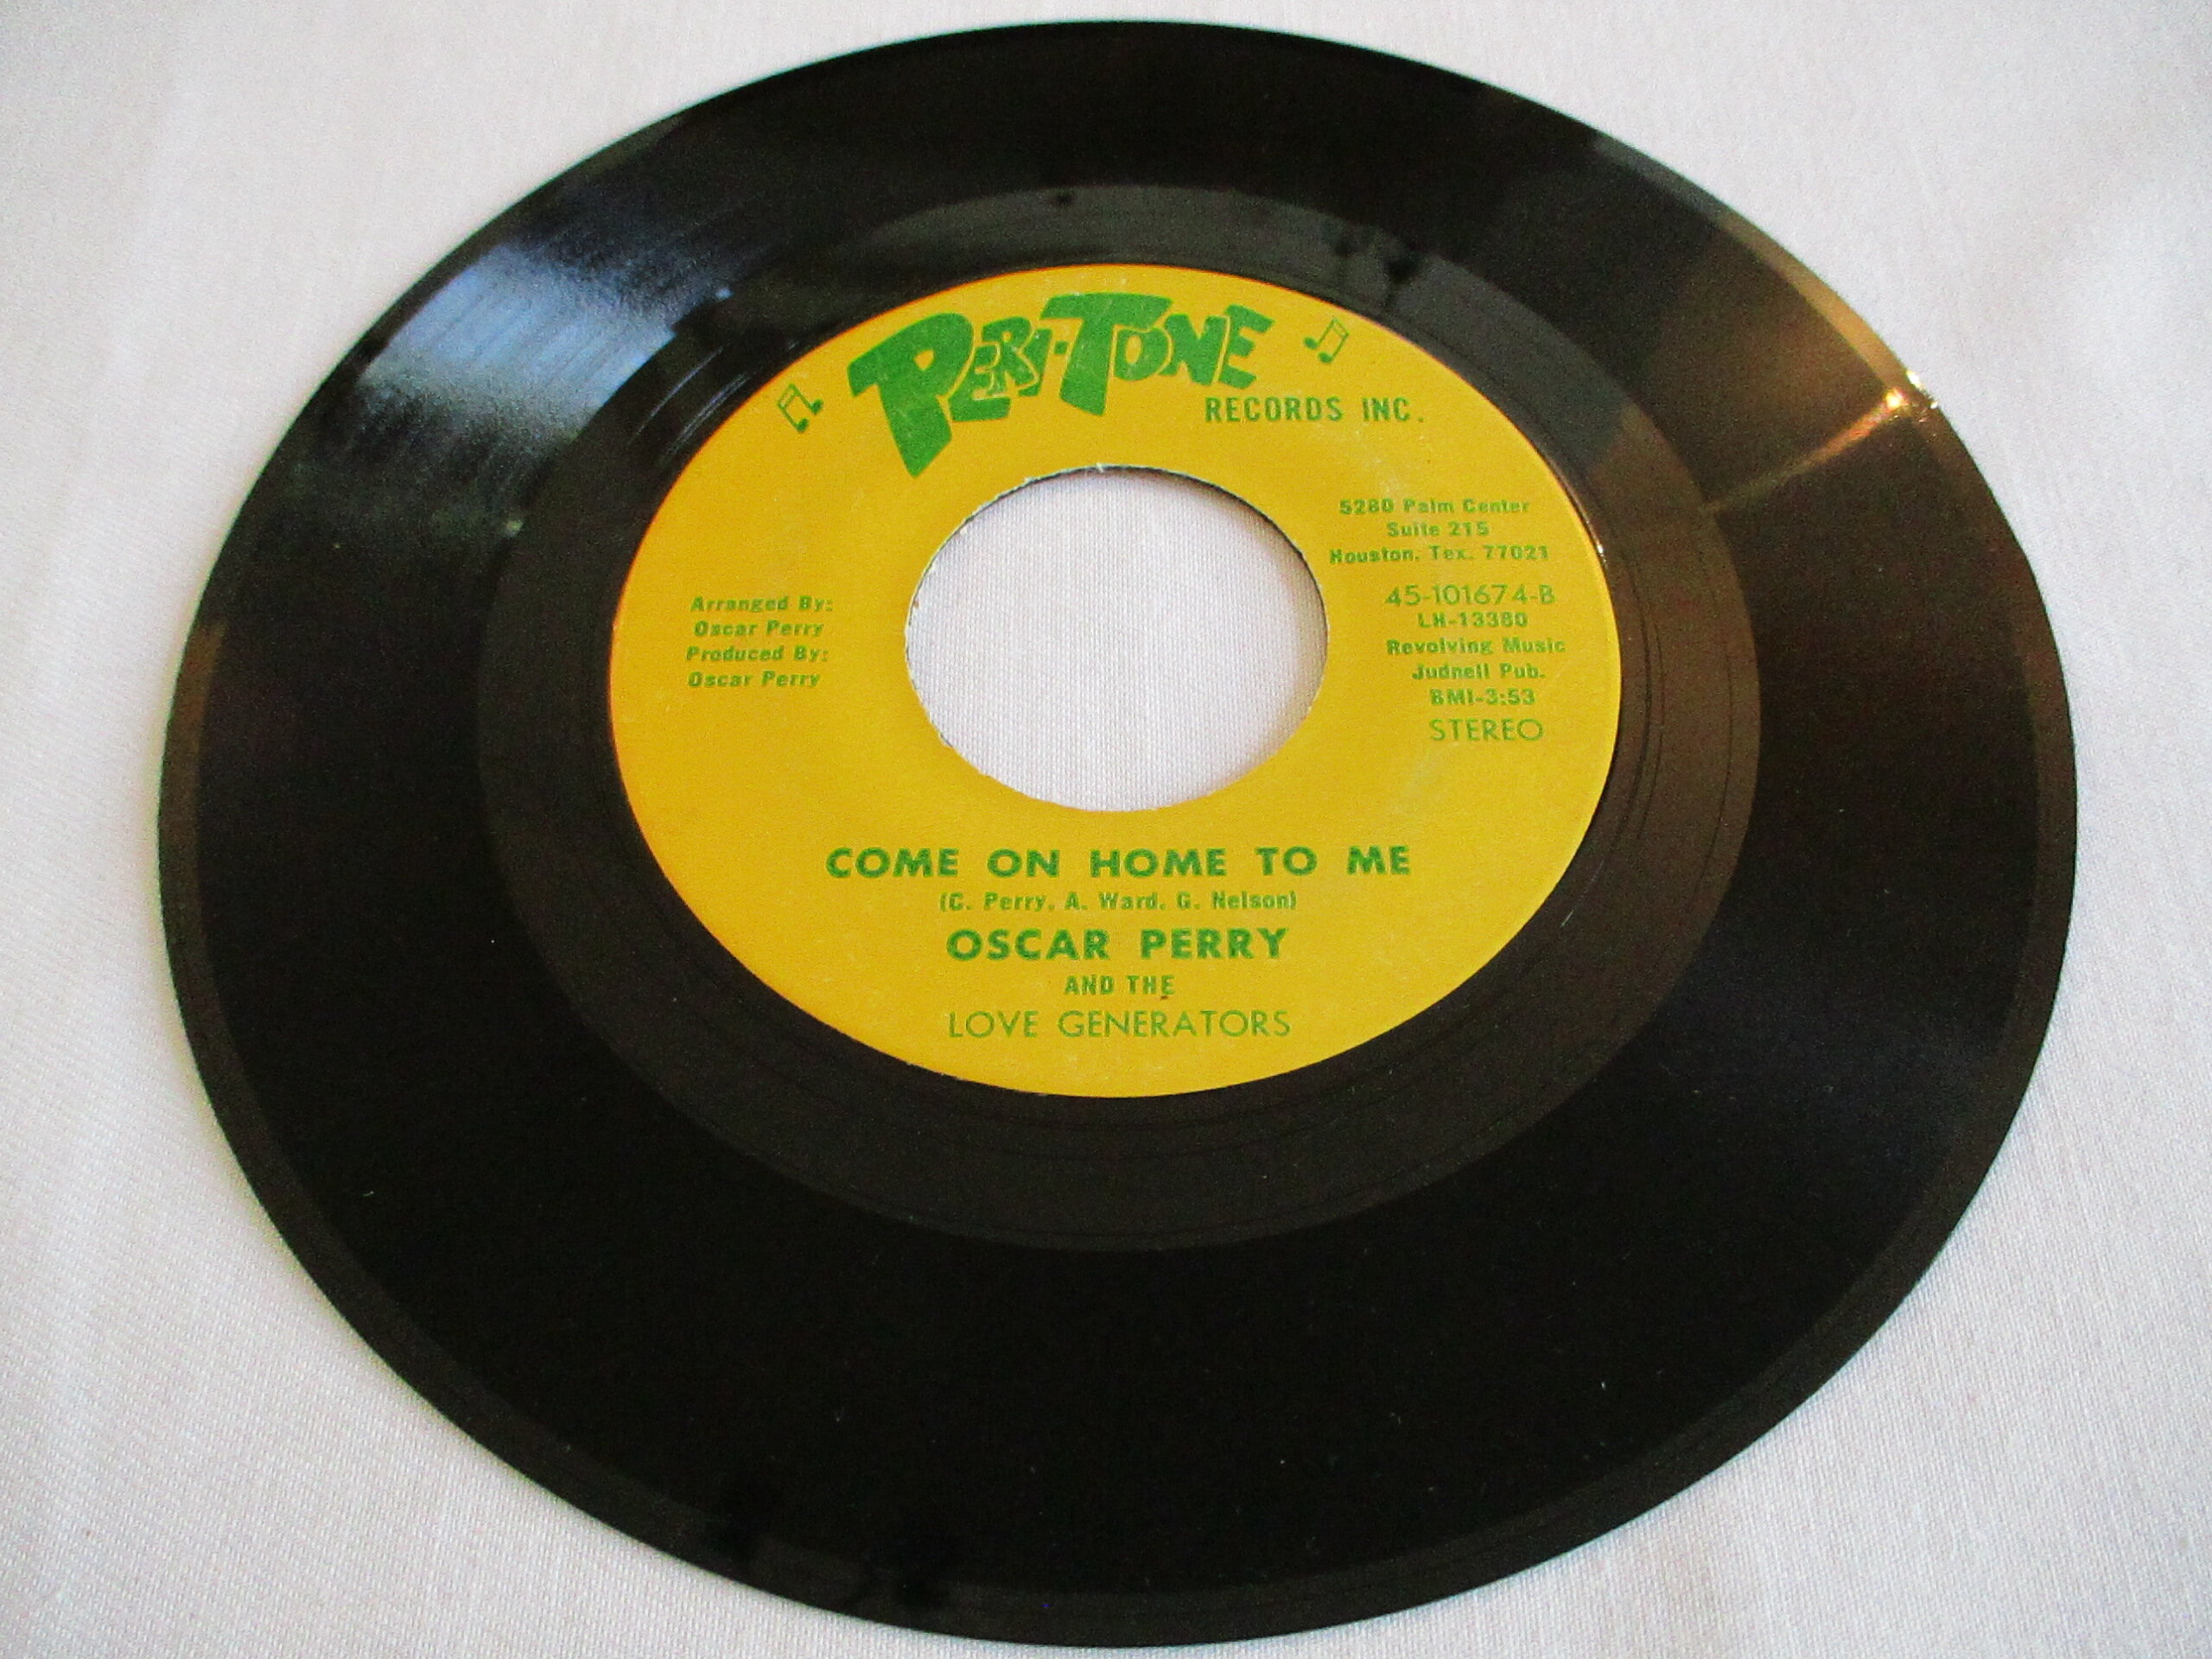 PERI-TONE
RECORDS INC.
5280 Palm Center
Suite 215
Houston, Tex. 77021
45-101674-B
LH-13380
Revolving Music
Judnell Pub.
BMI-3:53
STEREO
Arranged By:
Oscar Perry
Produced By:
Oscar Perry
COME ON HOME TO ME
(C. Perry, A. Ward, G. Nelson)
OSCAR PERRY
AND THE
LOVE GENERATORS